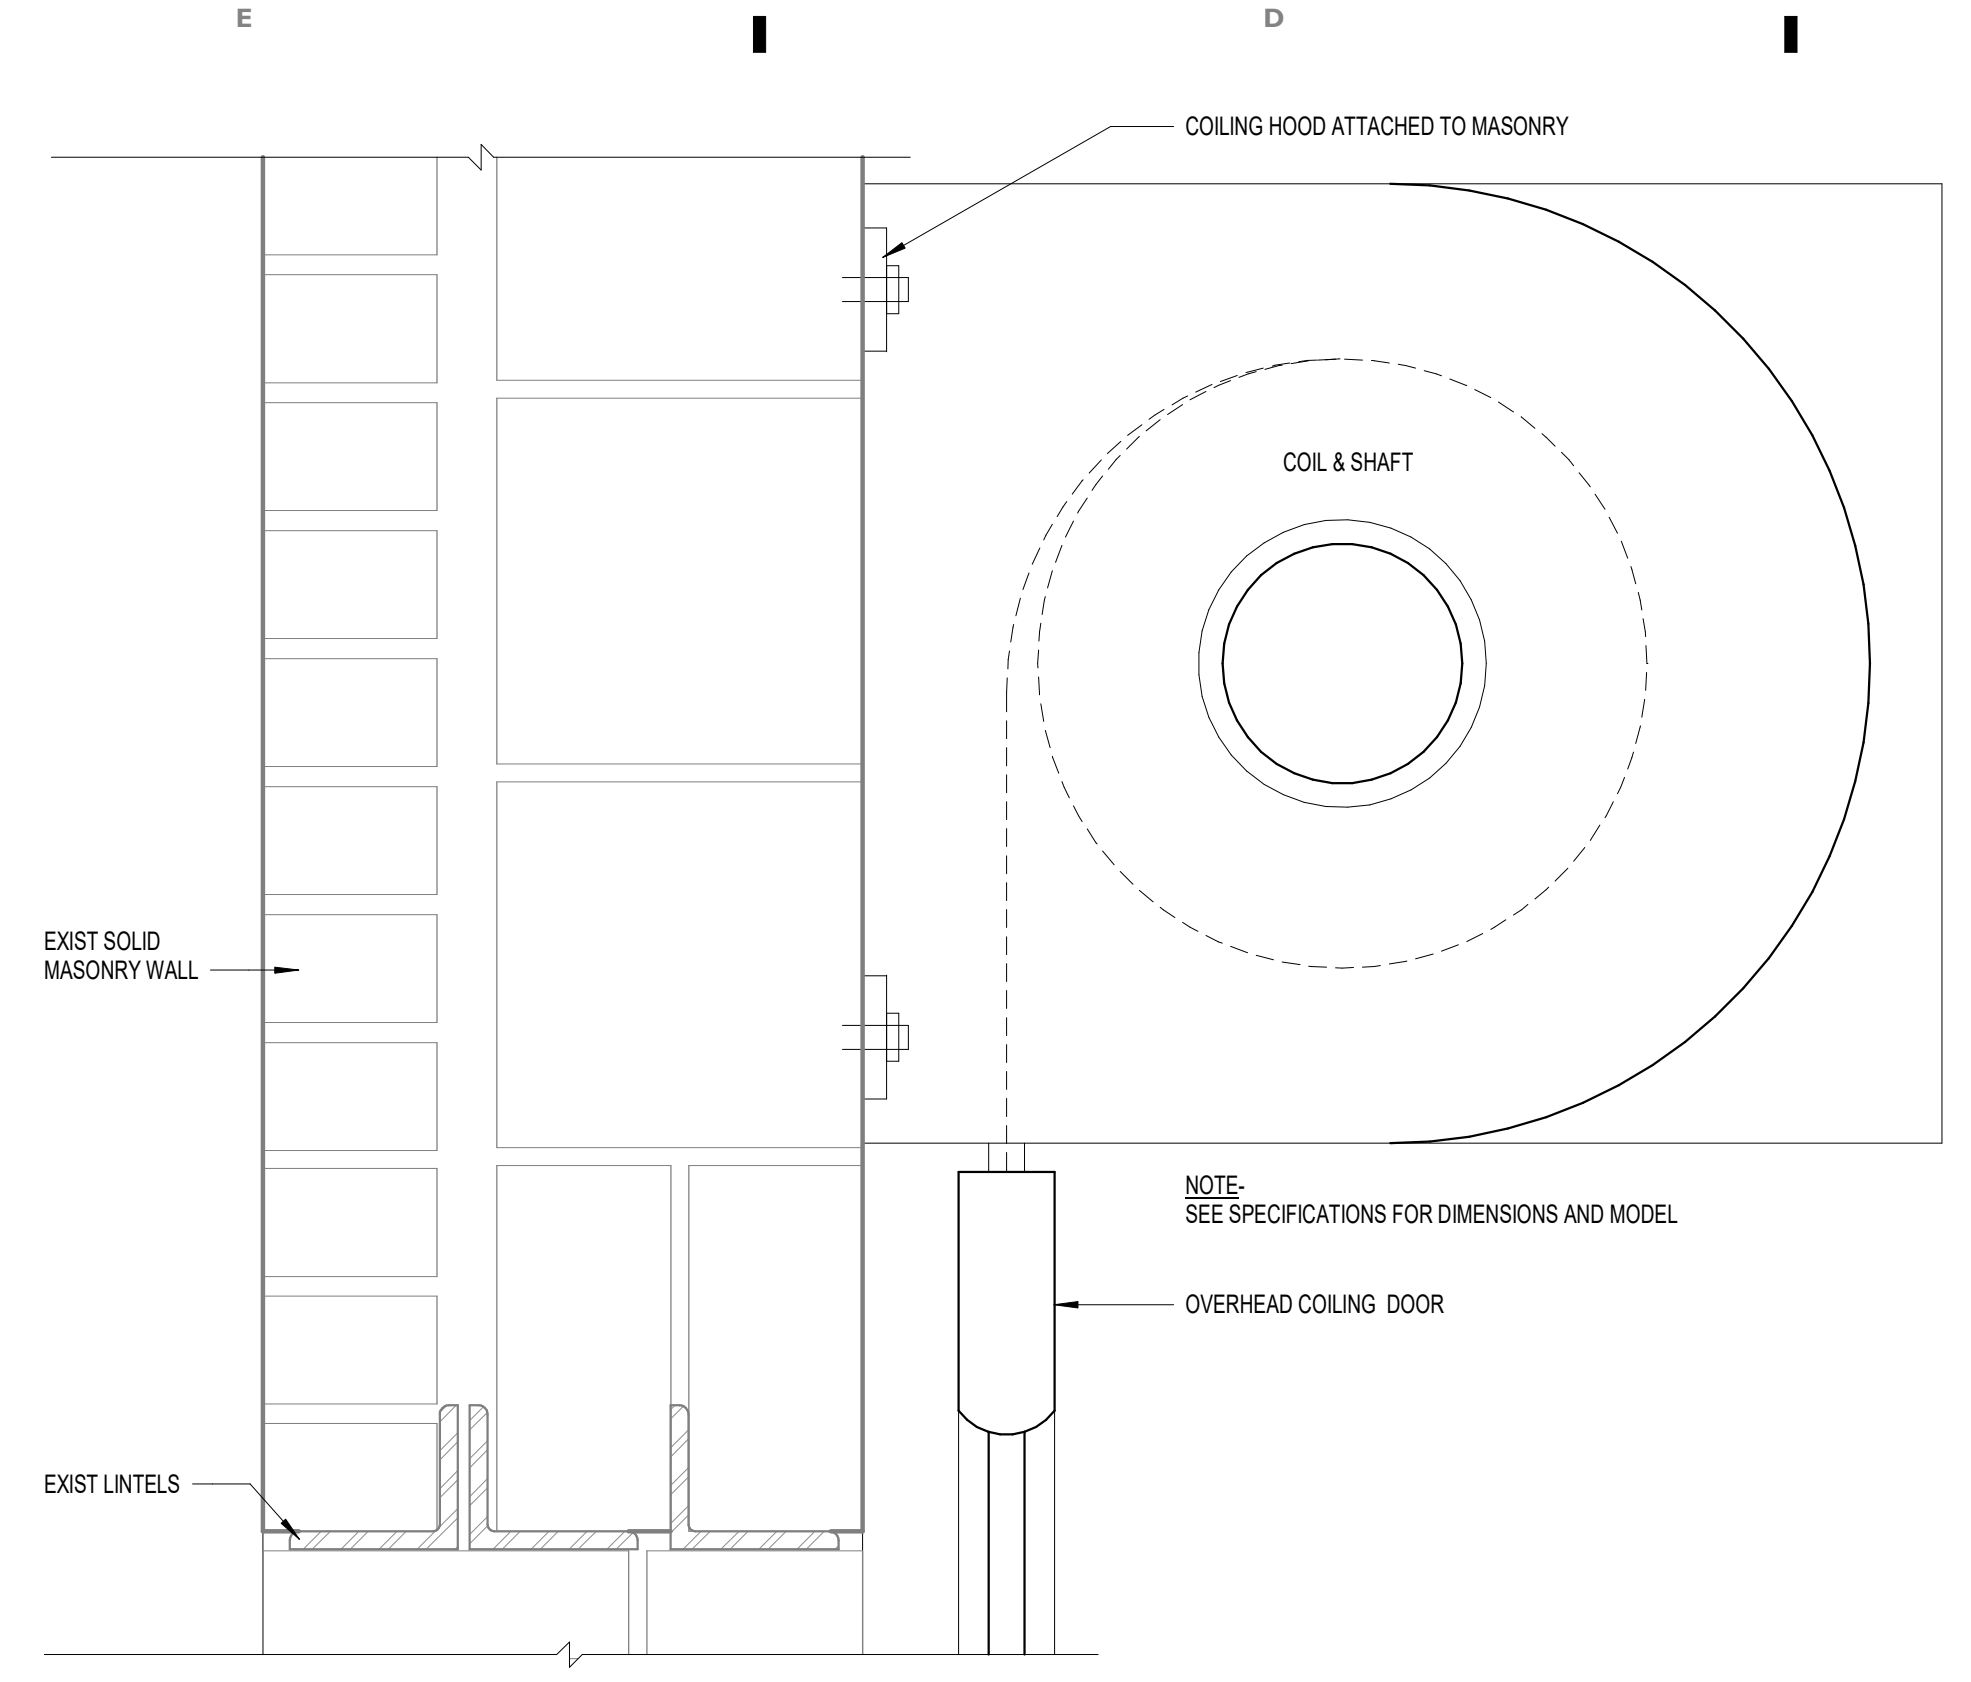 E
D
COILING HOOD ATTACHED TO MASONRY
COIL & SHAFT
EXIST SOLID
MASONRY WALL
NOTE-
SEE SPECIFICATIONS FOR DIMENSIONS AND MODEL
OVERHEAD COILING DOOR
EXIST LINTELS